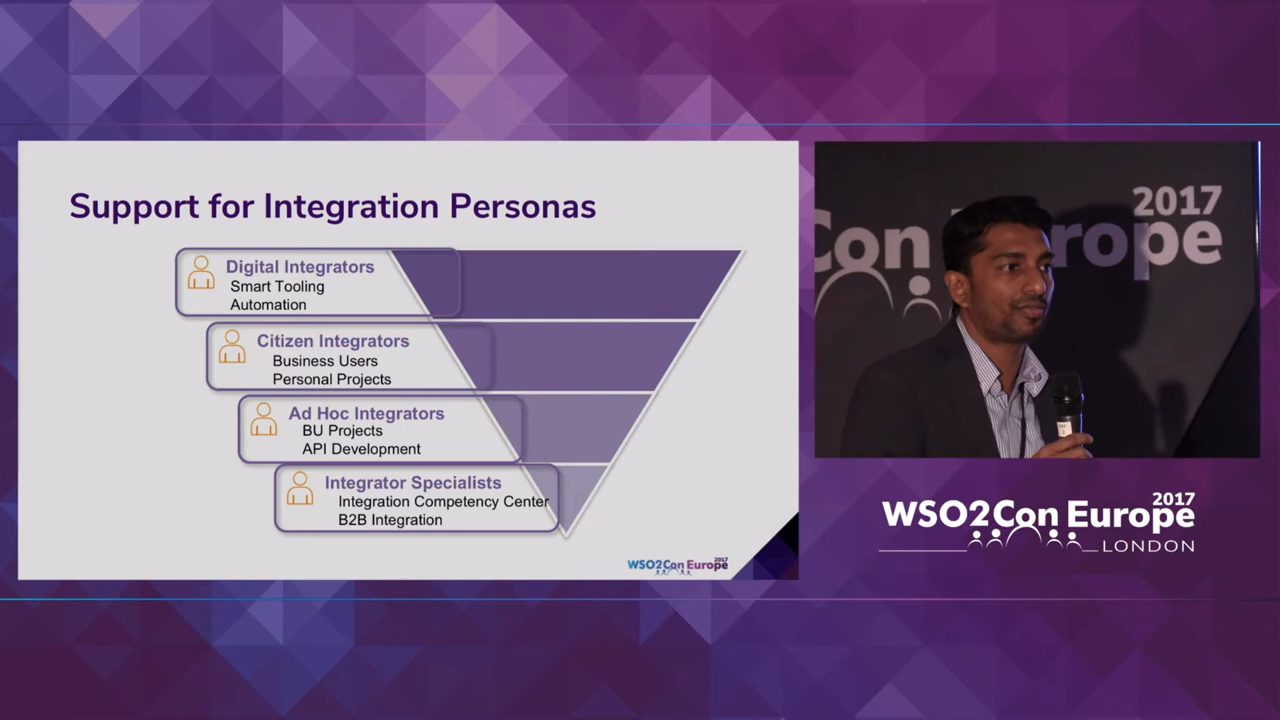 Support for Integration Personas
Digital Integrators
Smart Tooling
Automation
Citizen Integrators
Business Users
Personal Projects
Ad Hoc Integrators
BU Projects
API Development
Integrator Specialists
Integration Competency Center
B2B Integration
WSO2Con Europe 2017
2017
Con Europe
2017
WSO2Con Europe
LONDON